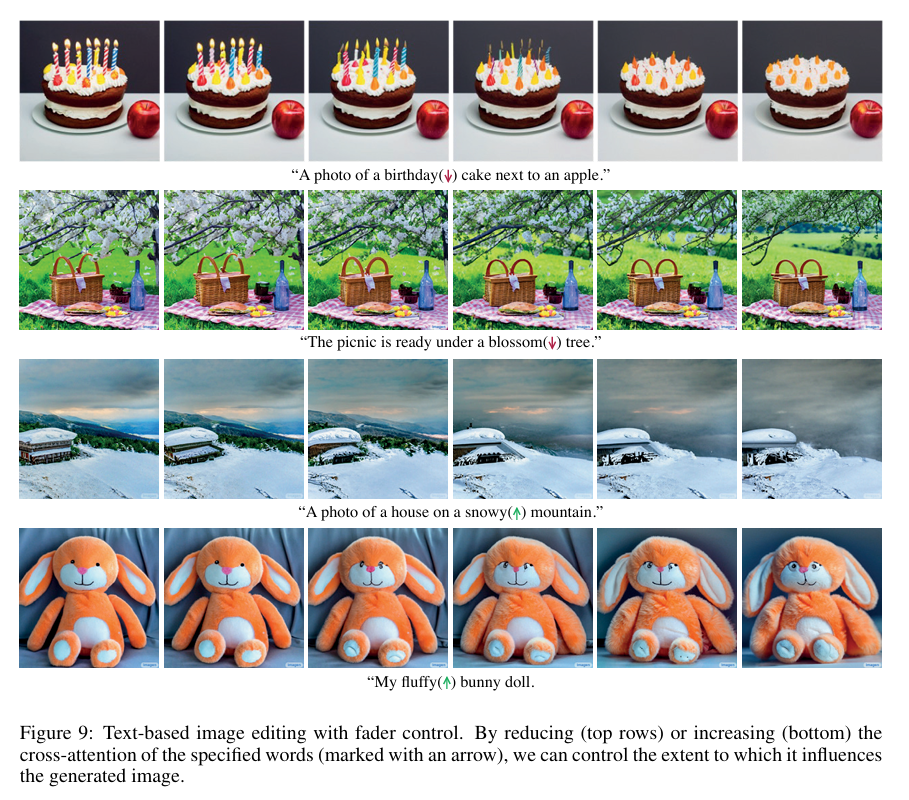 “A photo of a birthday(↓) cake next to an apple.”
“The picnic is ready under a blossom(↓) tree.”
“A photo of a house on a snowy(↑) mountain.”
“My fluffy(↑) bunny doll.
Figure 9: Text-based image editing with fader control. By reducing (top rows) or increasing (bottom) the
cross-attention of the specified words (marked with an arrow), we can control the extent to which it influences
the generated image.